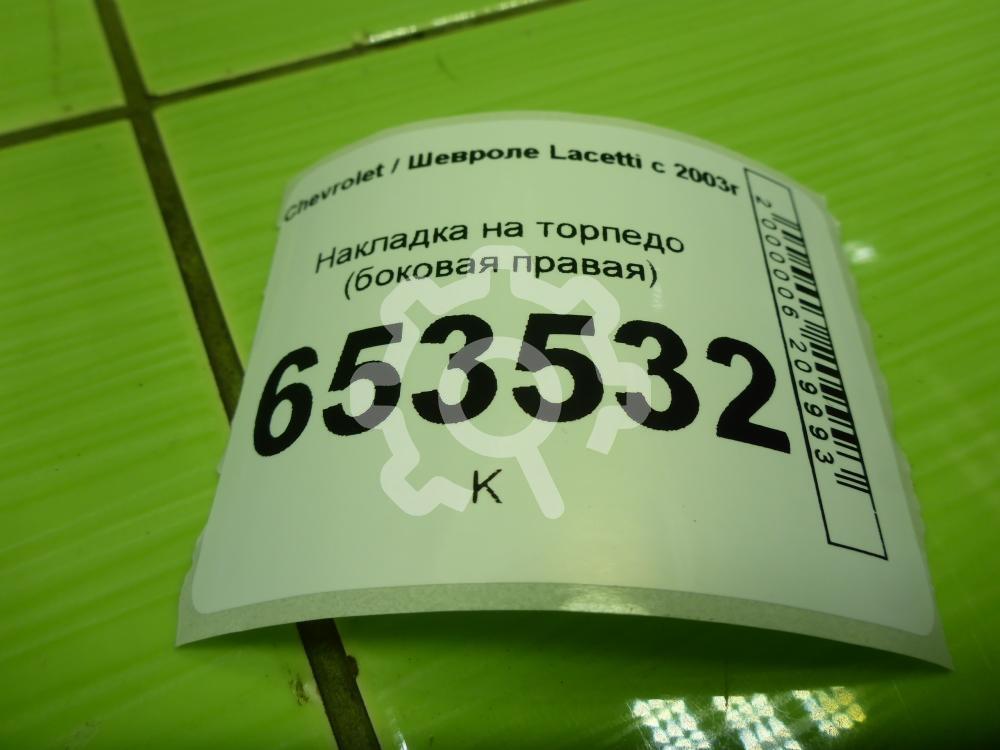 Chevrolet / Шевроле Lacetti с 2003г
Накладка на торпедо
(боковая правая)
653532
К
2000006209993